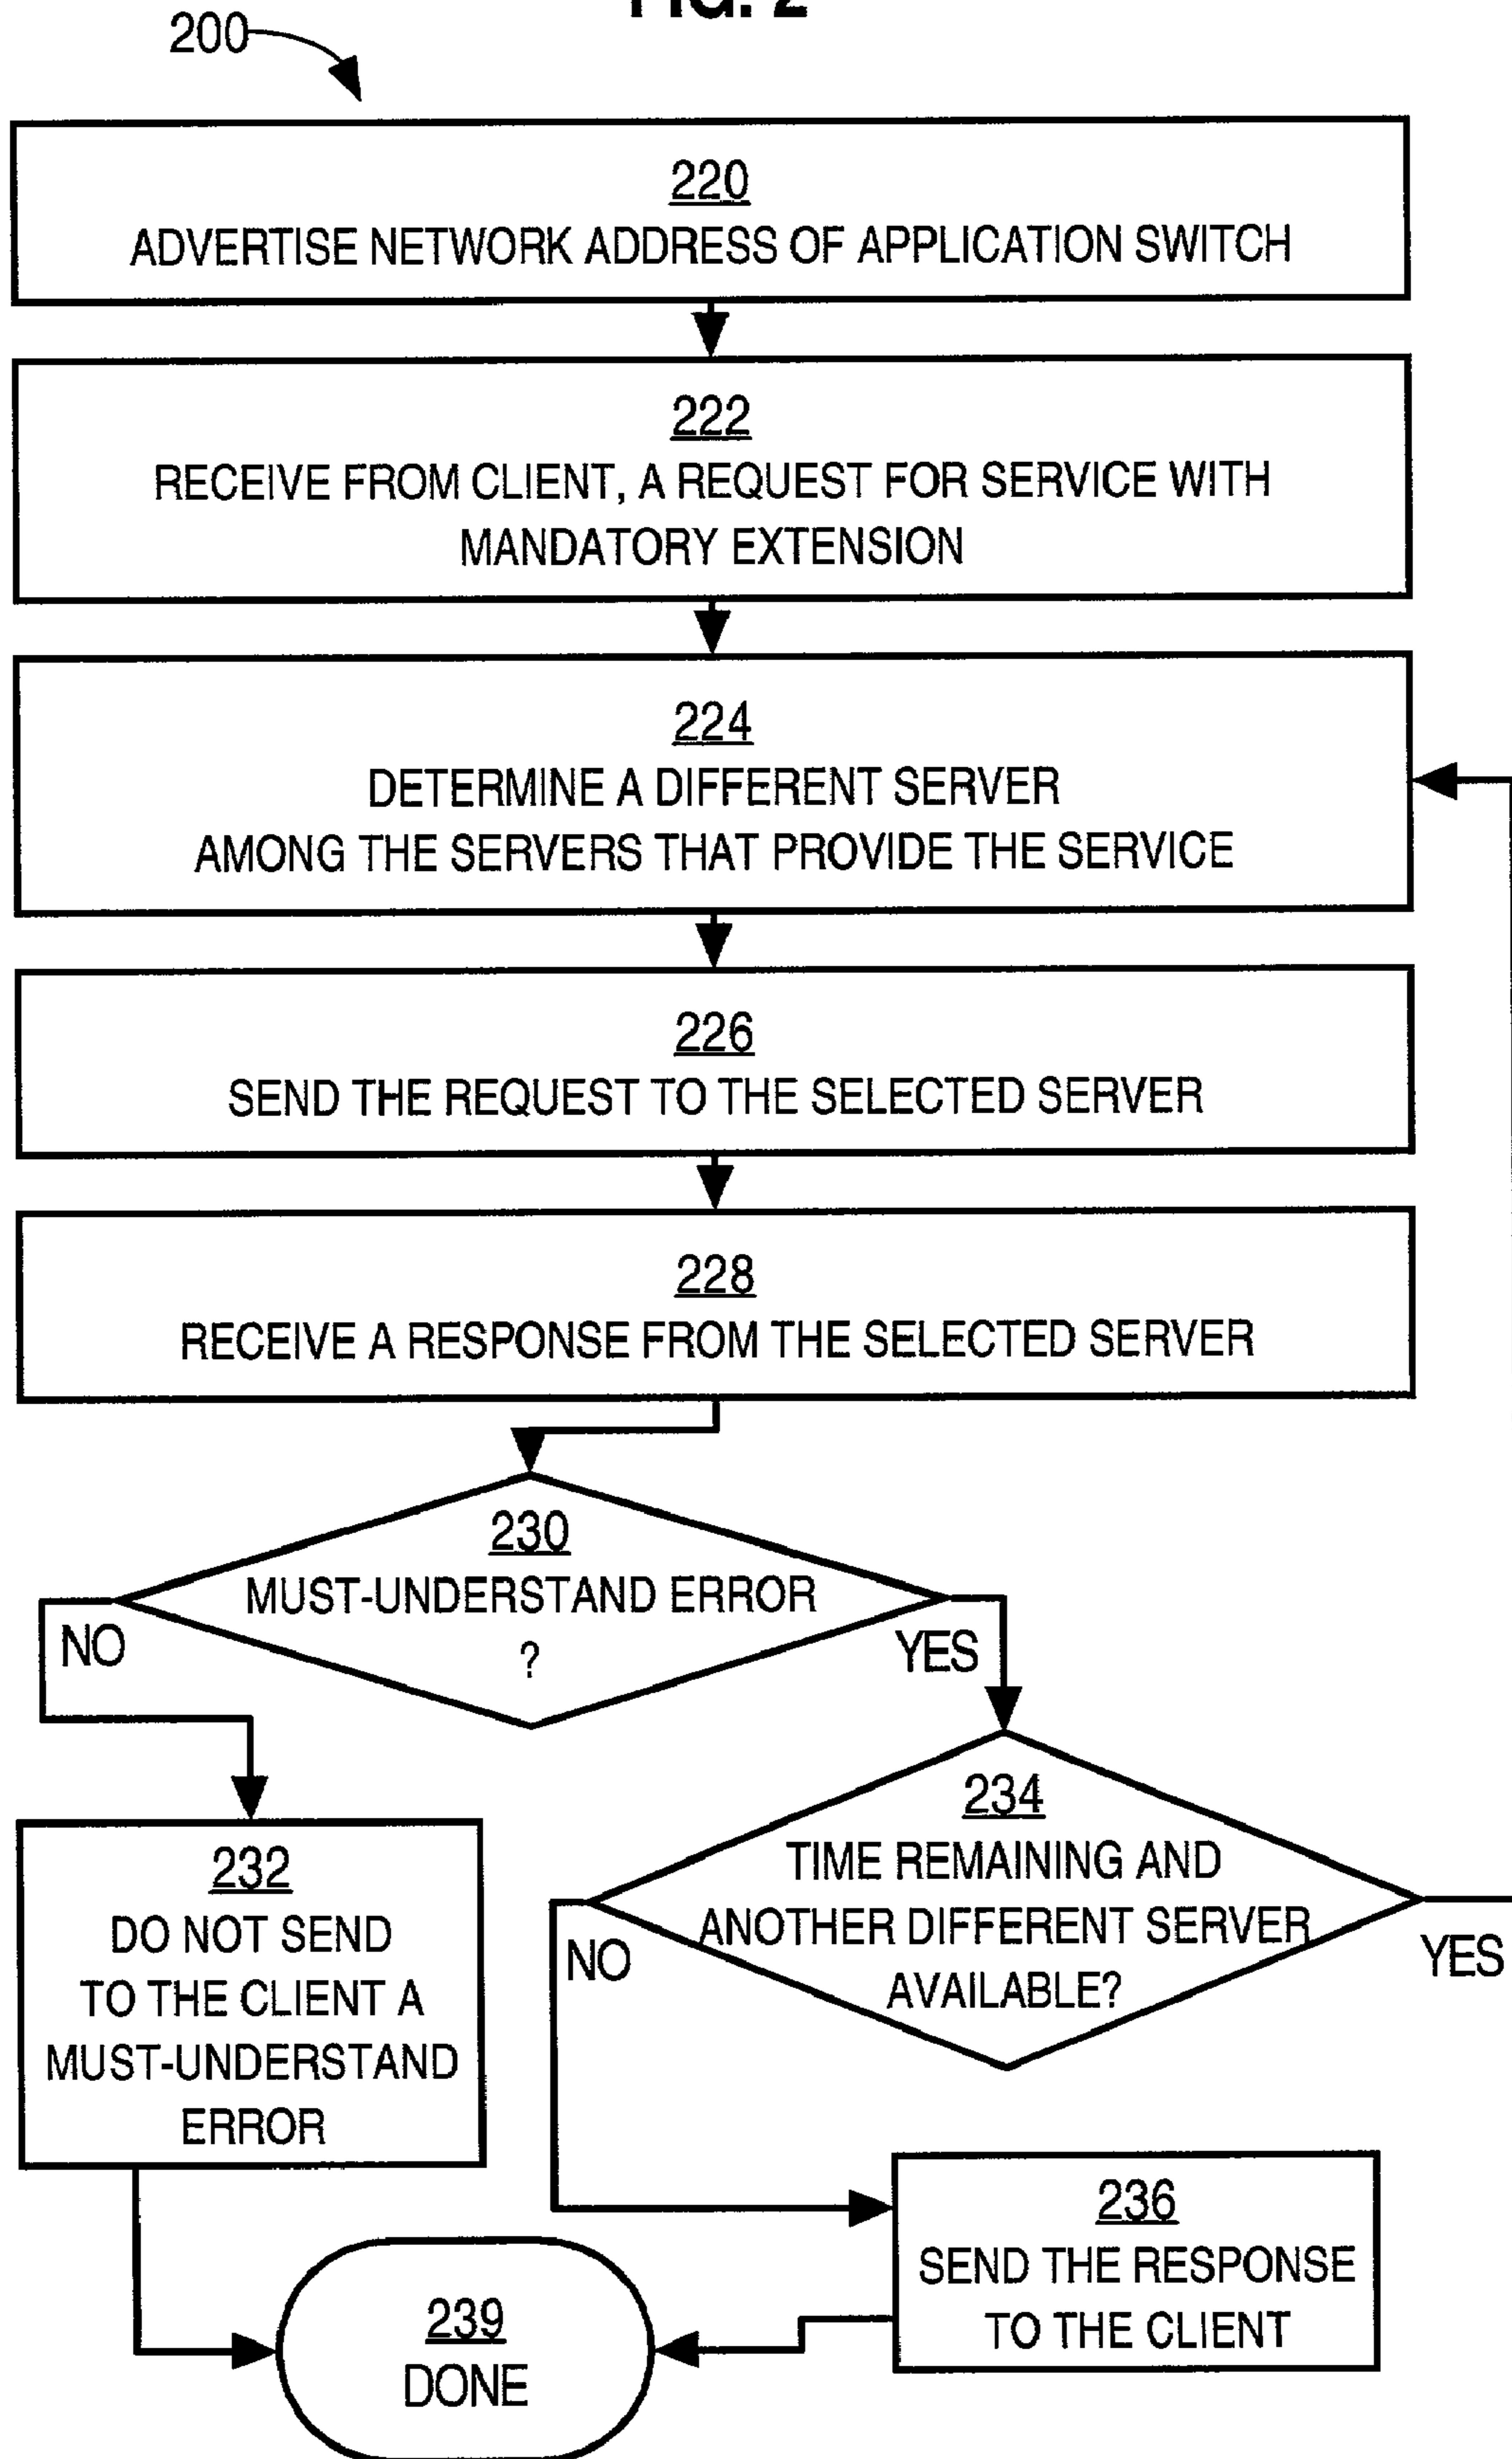 FIG. 2
200
220
ADVERTISE NETWORK ADDRESS OF APPLICATION SWITCH
222
RECEIVE FROM CLIENT, A REQUEST FOR SERVICE WITH
MANDATORY EXTENSION
224
DETERMINE A DIFFERENT SERVER
AMONG THE SERVERS THAT PROVIDE THE SERVICE
226
SEND THE REQUEST TO THE SELECTED SERVER
228
RECEIVE A RESPONSE FROM THE SELECTED SERVER
230
MUST-UNDERSTAND ERROR
?
NO
YES
234
TIME REMAINING AND
ANOTHER DIFFERENT SERVER
AVAILABLE?
NO
YES
232
DO NOT SEND
TO THE CLIENT A
MUST-UNDERSTAND
ERROR
236
SEND THE RESPONSE
TO THE CLIENT
239
DONE